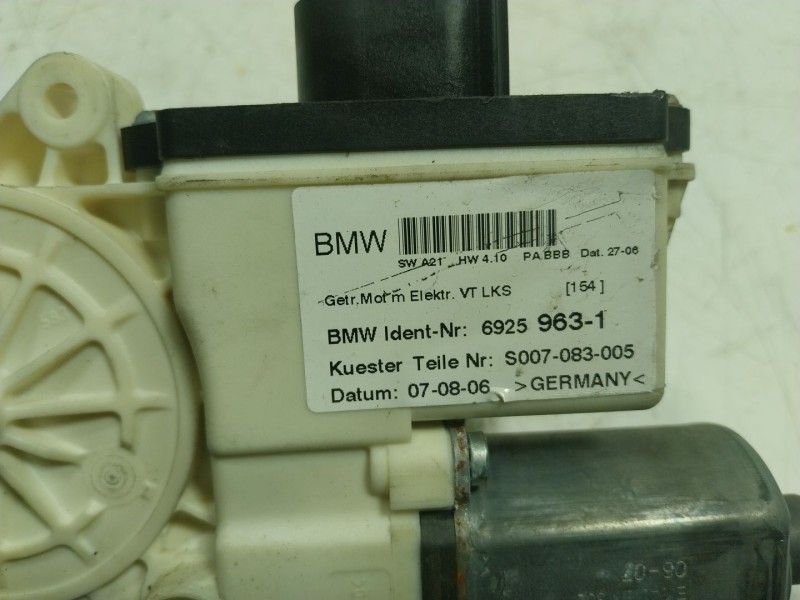 BMW
SW A21 HW 4.10 PA BBB Dat. 27-06
Getr.Mot m Elektr. VT LKS [154]
BMW Ident-Nr: 6925 963-1
Kuester Teile Nr: S007-083-005
Datum: 07-08-06 >GERMANY<